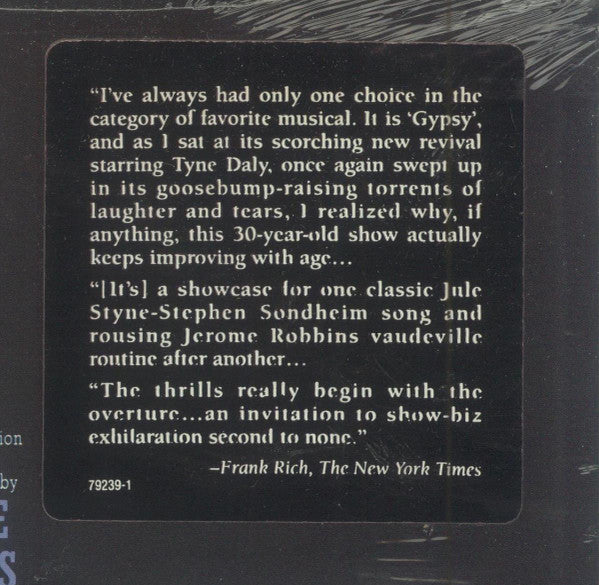 “I've always had only one choice in the
category of favorite musical. It is ‘Gypsy’,
and as I sat at its scorching new revival
starring Tyne Daly, once again swept up
in its goosebump-raising torrents of
laughter and tears, I realized why, if
anything, this 30-year-old show actually
keeps improving with age...
“[It's] a showcase for one classic Jule
Styne-Stephen Sondheim song and
rousing Jerome Robbins vaudeville
routine after another...
“The thrills really begin with the
overture...an invitation to show-biz
exhilaration second to none.”
–Frank Rich, The New York Times
79239-1
ion
by
E
S